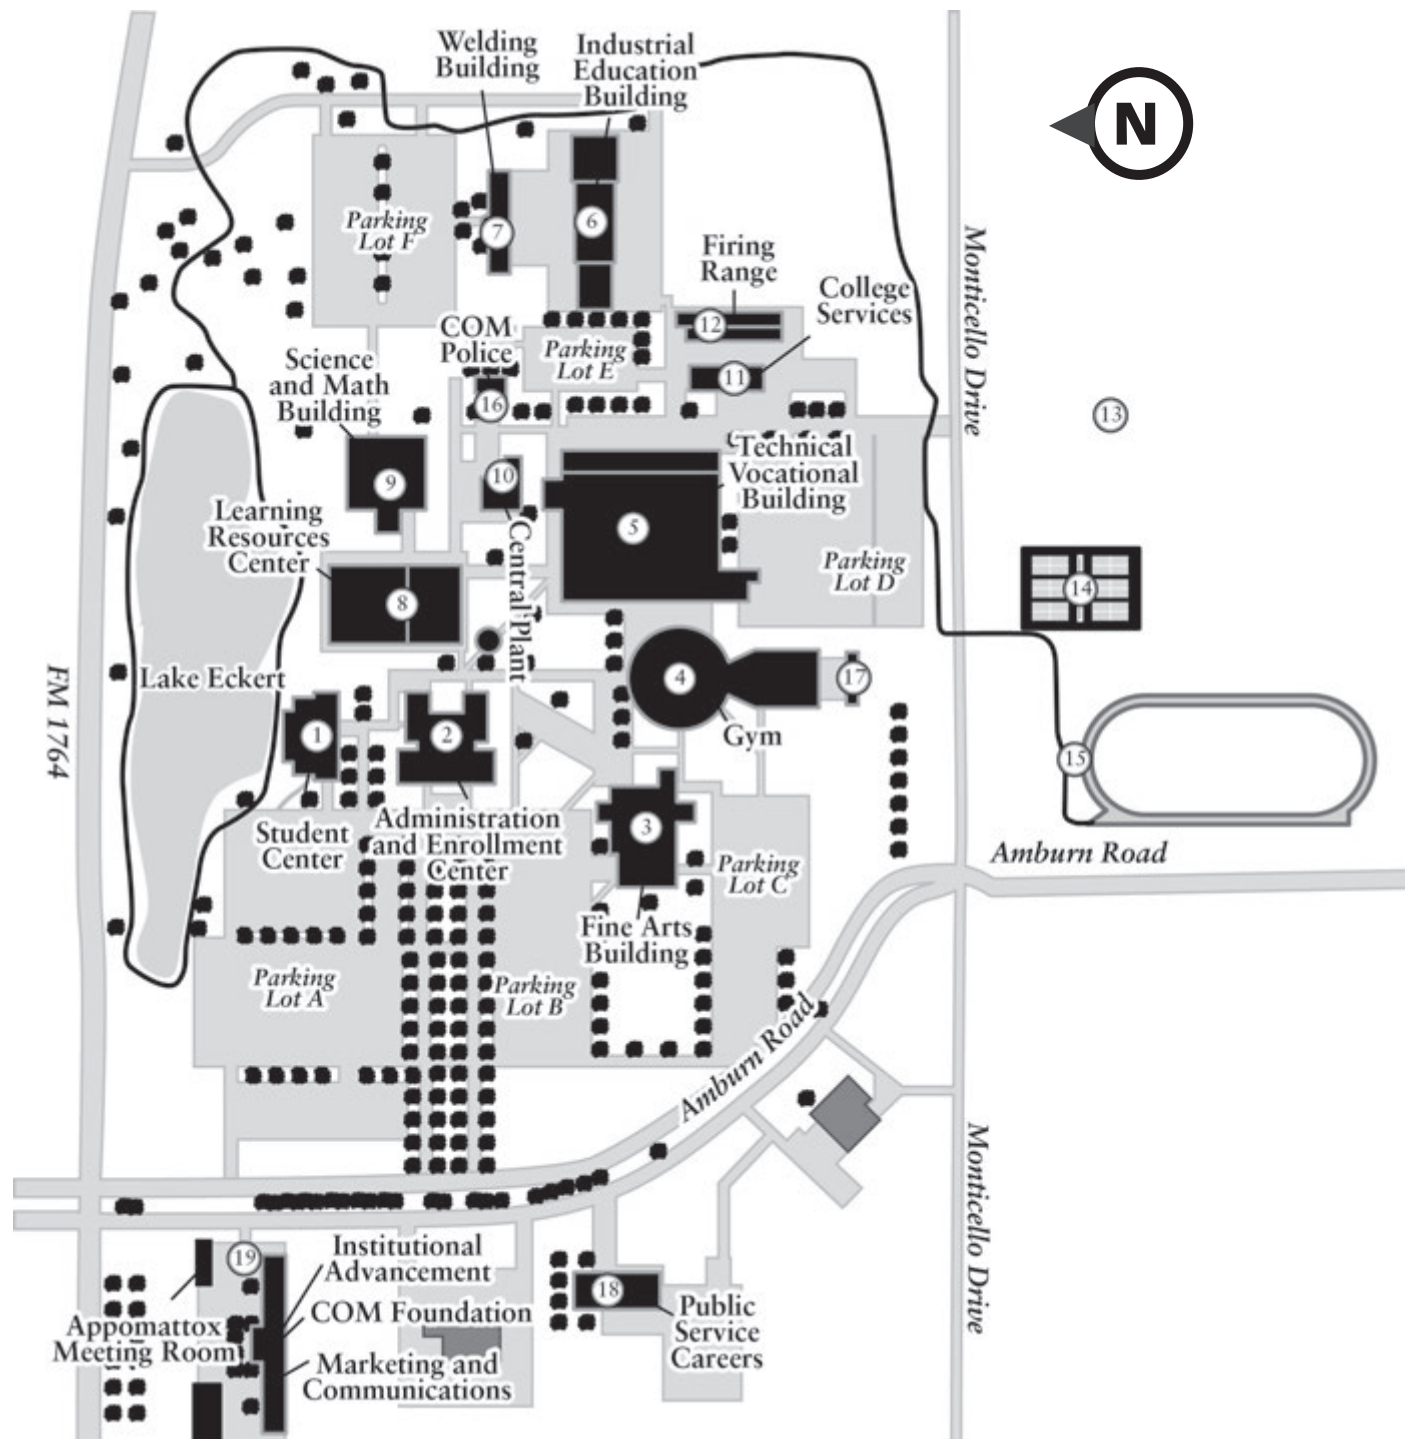 Welding
Building
Industrial
Education
Building
N
Parking
Lot F
7
6
Firing
Range
College
Services
Monticello Drive
12
COM
Police
Parking
Lot E
Science
and Math
Building
11
16
13
9
10
Technical
Vocational
Building
Learning
Resources
Center
5
Central Plant
Parking
Lot D
14
8
Lake Eckert
4
17
FM 1764
1
2
Gym
15
Student
Center
Administration
and Enrollment
Center
3
Parking
Lot C
Amburn Road
Fine Arts
Building
Parking
Lot A
Parking
Lot B
Amburn Road
Monticello Drive
19
Institutional
Advancement
COM Foundation
18
Appomattox
Meeting Room
Marketing and
Communications
Public
Service
Careers